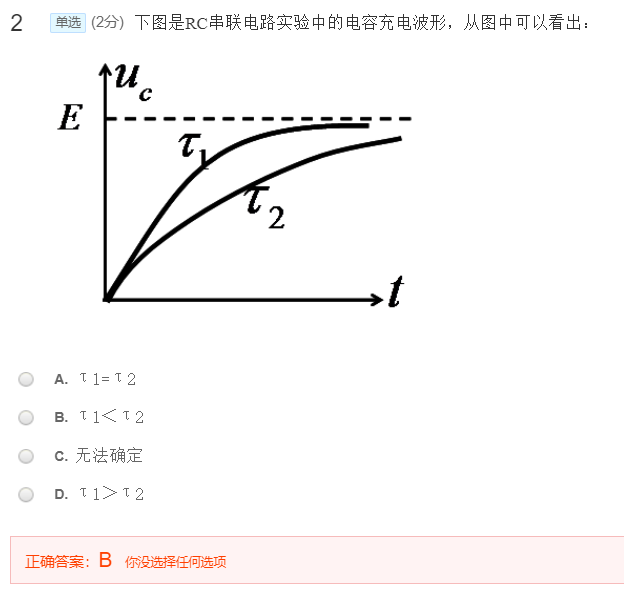 2 单选 (2分) 下图是RC串联电路实验中的电容充电波形，从图中可以看出：
u_c
E
τ₁
τ₂
t
A. τ1=τ2
B. τ1＜τ2
C. 无法确定
D. τ1＞τ2
正确答案：B 你没选择任何选项